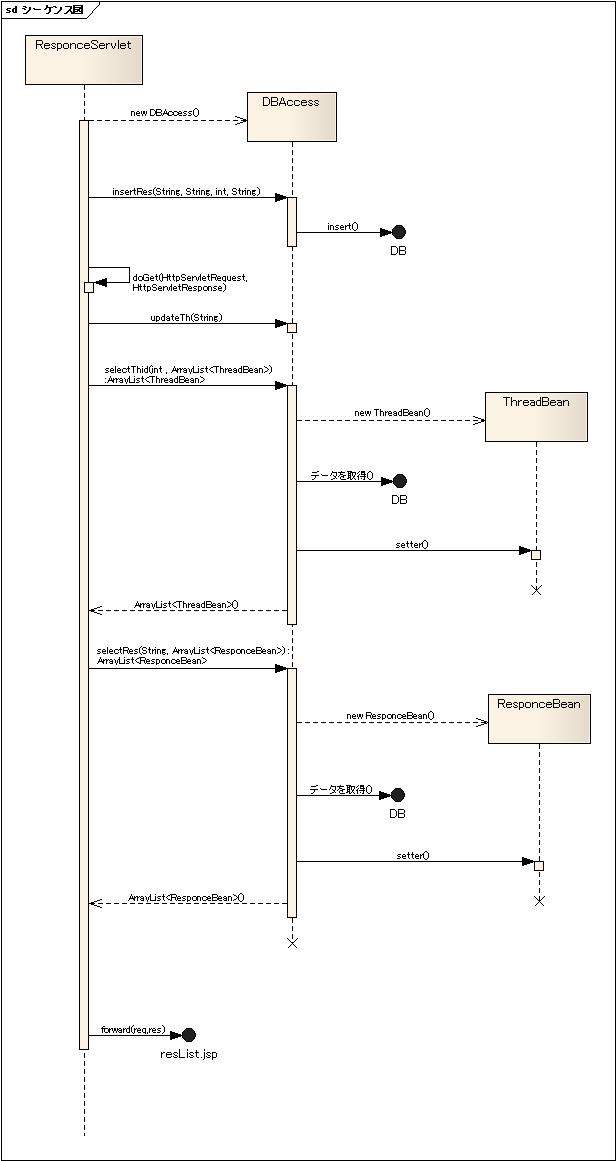 sd シーケンス図
ResponceServlet
DBAccess
new DBAccess()
insertRes(String, String, int, String)
insert()
DB
doGet(HttpServletRequest,
HttpServletResponse)
updateTh(String)
selectThid(int , ArrayList<ThreadBean>)
:ArrayList<ThreadBean>
ThreadBean
new ThreadBean()
データを取得()
DB
setter()
ArrayList<ThreadBean>()
selectRes(String, ArrayList<ResponceBean>):
ArrayList<ResponceBean>
ResponceBean
new ResponceBean()
データを取得()
DB
setter()
ArrayList<ResponceBean>()
forward(req,res)
resList.jsp